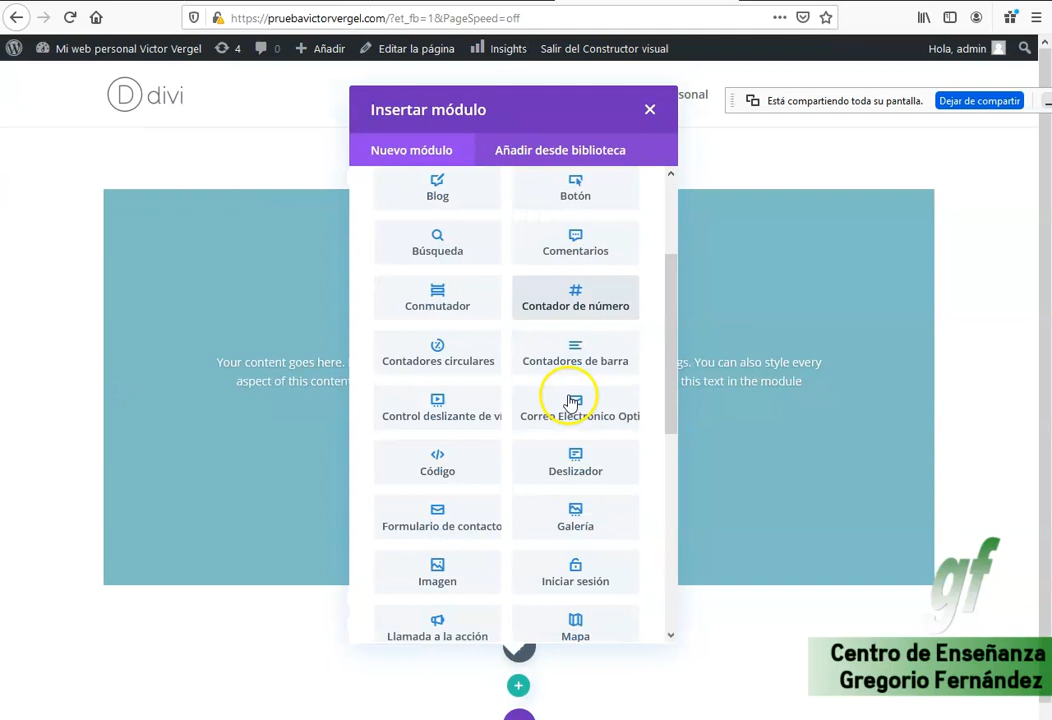 https://pruebavictorvergel.com/?et_fb=1&PageSpeed=off
Mi web personal Victor Vergel 4 0 Añadir Editar la página Insights Salir del Constructor visual Hola, admin
D divi
sonal
Está compartiendo toda su pantalla. Dejar de compartir
Insertar módulo
Nuevo módulo Añadir desde biblioteca
Blog Botón
Búsqueda Comentarios
Conmutador Contador de número
Contadores circulares Contadores de barra
Your content goes here.
ngs. You can also style every
aspect of this content
this text in the module
Control deslizante de vi Correo Electrónico Opti
Código Deslizador
Formulario de contacto Galería
Imagen Iniciar sesión
Llamada a la acción Mapa
gf
Centro de Enseñanza
Gregorio Fernández